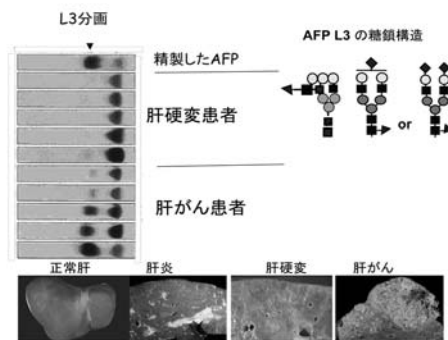 L3分画
精製したAFP
肝硬変患者
肝がん患者
AFP L3 の糖鎖構造
or
正常肝
肝炎
肝硬変
肝がん